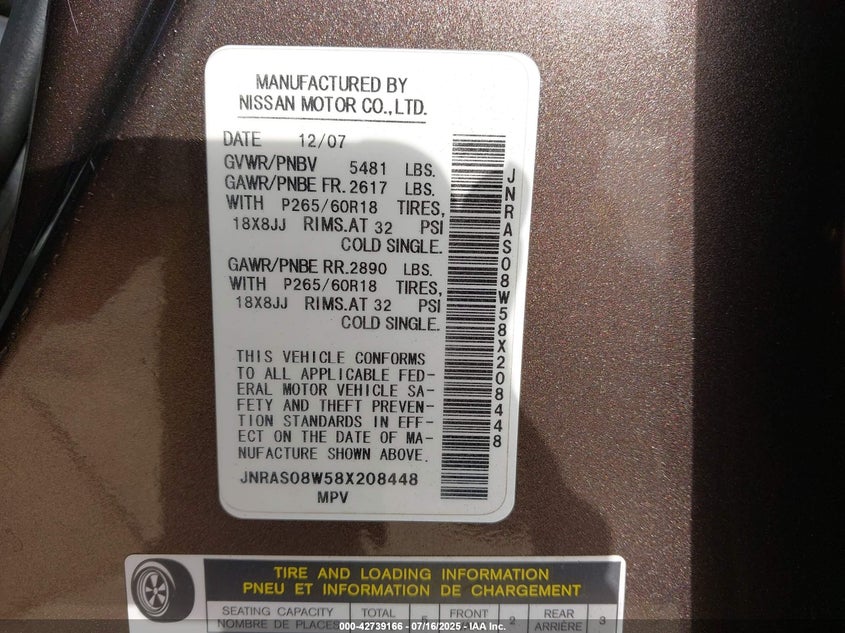 MANUFACTURED BY
NISSAN MOTOR CO.,LTD.
DATE 12/07
GVWR/PNBV 5481 LBS.
GAWR/PNBE FR. 2617 LBS.
WITH P265/60R18 TIRES,
18X8JJ RIMS.AT 32 PSI
COLD SINGLE.
GAWR/PNBE RR. 2890 LBS.
WITH P265/60R18 TIRES,
18X8JJ RIMS.AT 32 PSI
COLD SINGLE.
THIS VEHICLE CONFORMS
TO ALL APPLICABLE FED-
ERAL MOTOR VEHICLE SA-
FETY AND THEFT PREVEN-
TION STANDARDS IN EFF-
ECT ON THE DATE OF MA-
NUFACTURE SHOWN ABOVE.
JNRAS08W58X208448
MPV
JNRAS08W58X208448
TIRE AND LOADING INFORMATION
PNEU ET INFORMATION DE CHARGEMENT
SEATING CAPACITY TOTAL 5 FRONT 2 REAR 3
NOMBRE DE PLACES ARRIÈRE
000-42739166 - 07/16/2025 - IAA Inc.